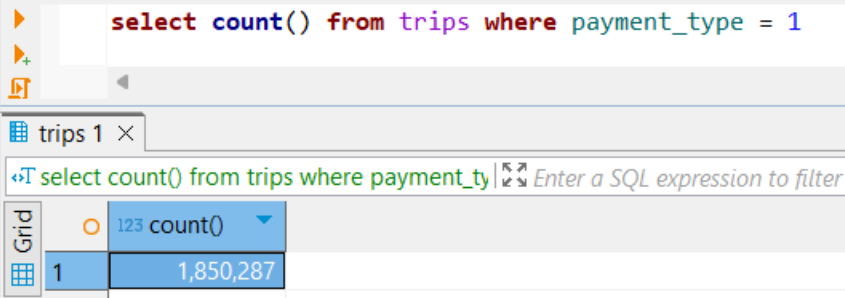 select count() from trips where payment_type = 1
trips 1
select count() from trips where payment_ty
Enter a SQL expression to filter
Grid
123 count()
1
1,850,287